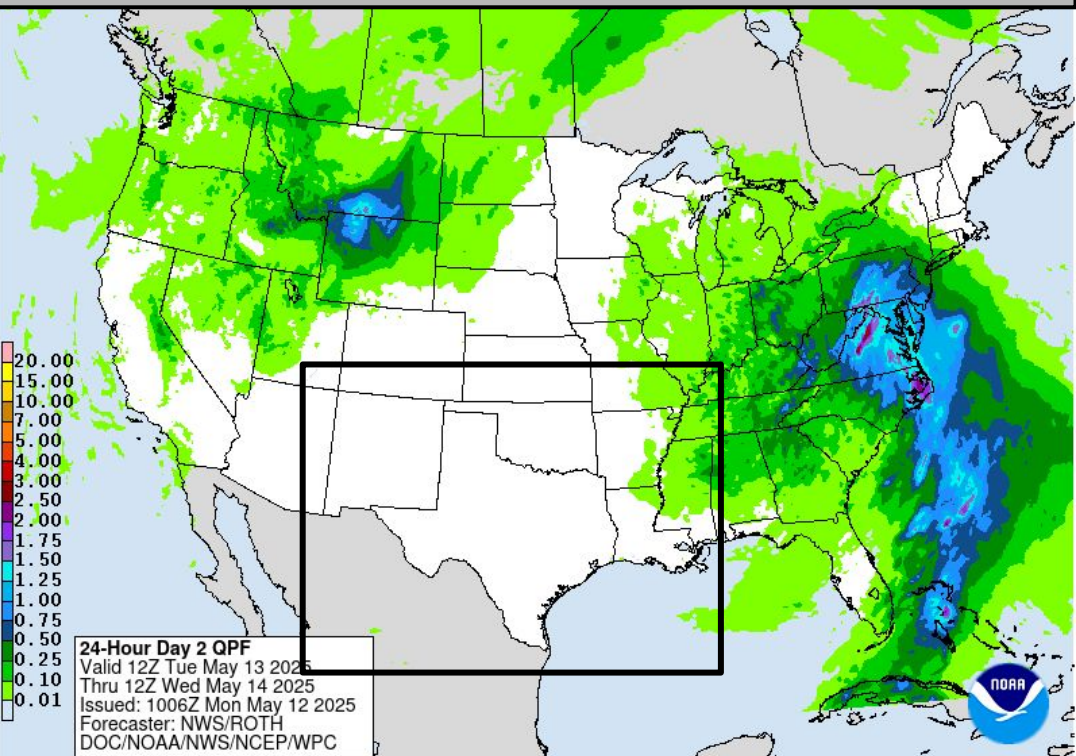 20.00
15.00
10.00
7.00
5.00
4.00
3.00
2.50
2.00
1.75
1.50
1.25
1.00
0.75
0.50
0.25
0.10
0.01
24-Hour Day 2 QPF
Valid 12Z Tue May 13 2025
Thru 12Z Wed May 14 2025
Issued: 1006Z Mon May 12 2025
Forecaster: NWS/ROTH
DOC/NOAA/NWS/NCEP/WPC
NOAA